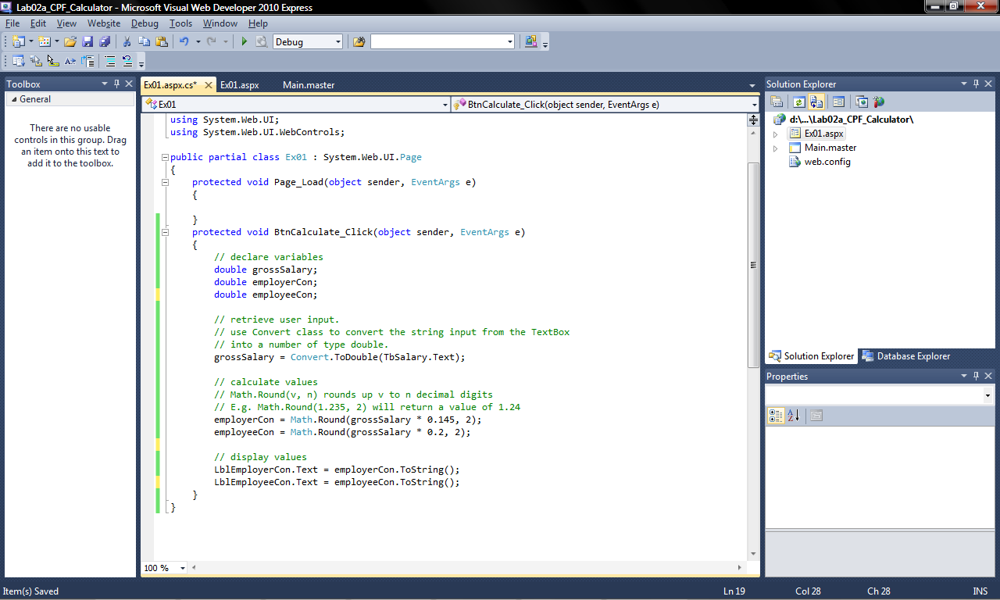 Lab02a_CPF_Calculator - Microsoft Visual Web Developer 2010 Express
File Edit View Website Debug Tools Window Help
Debug
Toolbox
General
There are no usable
controls in this group. Drag
an item onto this text to
add it to the toolbox.
Ex01.aspx.cs* Ex01.aspx Main.master
Ex01 BtnCalculate_Click(object sender, EventArgs e)
using System.Web.UI;
using System.Web.UI.WebControls;
public partial class Ex01 : System.Web.UI.Page
{
protected void Page_Load(object sender, EventArgs e)
{
}
protected void BtnCalculate_Click(object sender, EventArgs e)
{
// declare variables
double grossSalary;
double employerCon;
double employeeCon;
// retrieve user input.
// use Convert class to convert the string input from the TextBox
// into a number of type double.
grossSalary = Convert.ToDouble(TbSalary.Text);
// calculate values
// Math.Round(v, n) rounds up v to n decimal digits
// E.g. Math.Round(1.235, 2) will return a value of 1.24
employerCon = Math.Round(grossSalary * 0.145, 2);
employeeCon = Math.Round(grossSalary * 0.2, 2);
// display values
LblEmployerCon.Text = employerCon.ToString();
LblEmployeeCon.Text = employeeCon.ToString();
}
}
100 %
Solution Explorer
d:\...\Lab02a_CPF_Calculator\
Ex01.aspx
Main.master
web.config
Solution Explorer Database Explorer
Properties
Item(s) Saved Ln 19 Col 28 Ch 28 INS